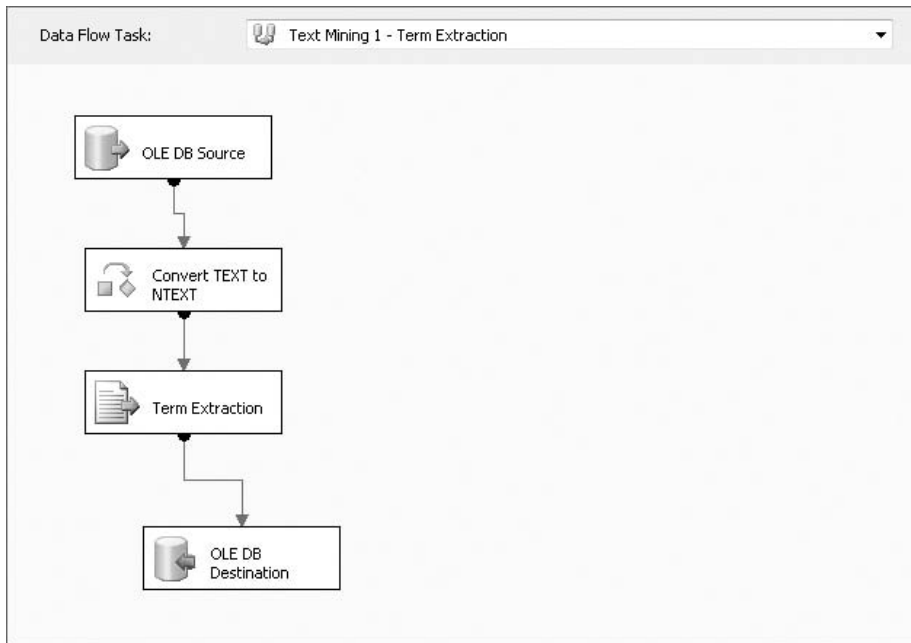 Data Flow Task:
Text Mining 1 - Term Extraction
OLE DB Source
Convert TEXT to
NTEXT
Term Extraction
OLE DB
Destination